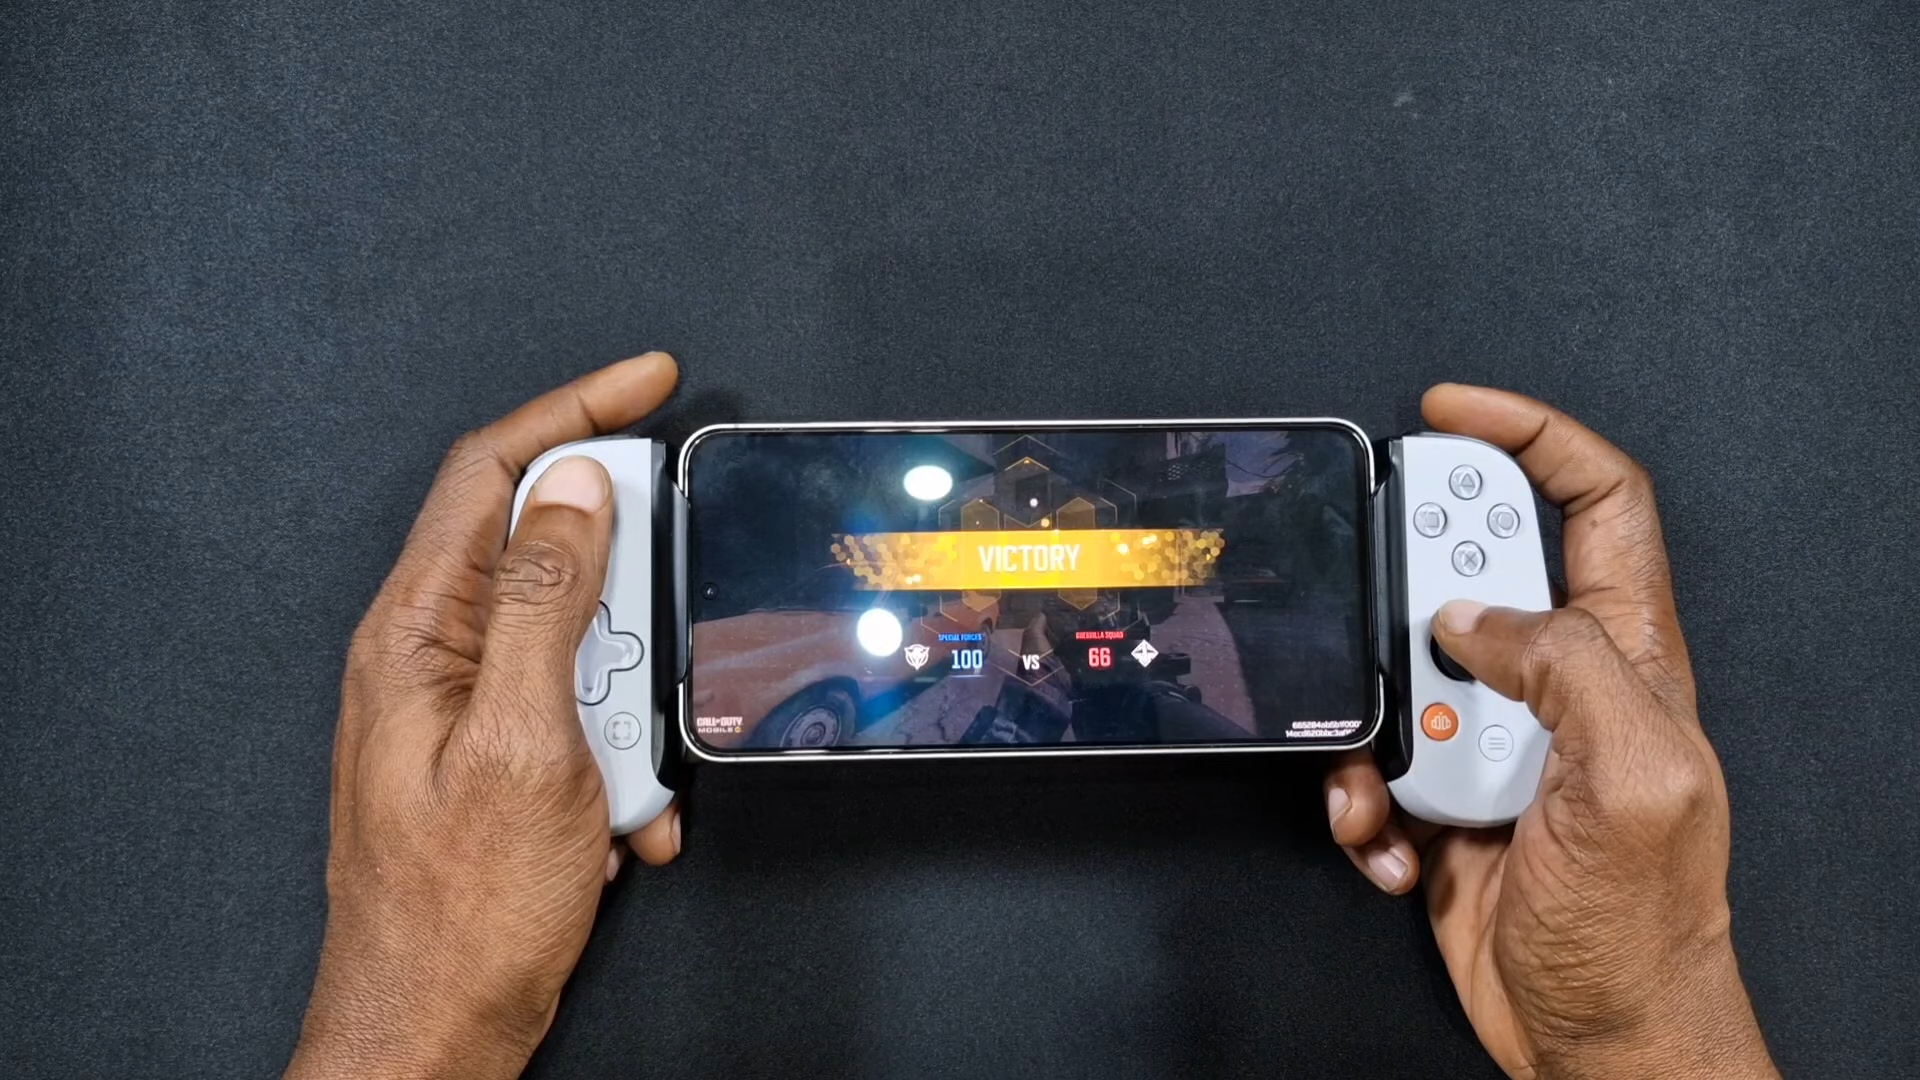 VICTORY
SPECIAL FORCES
GUERRILLA SQUAD
100
VS
66
CALL OF DUTY
MOBILE